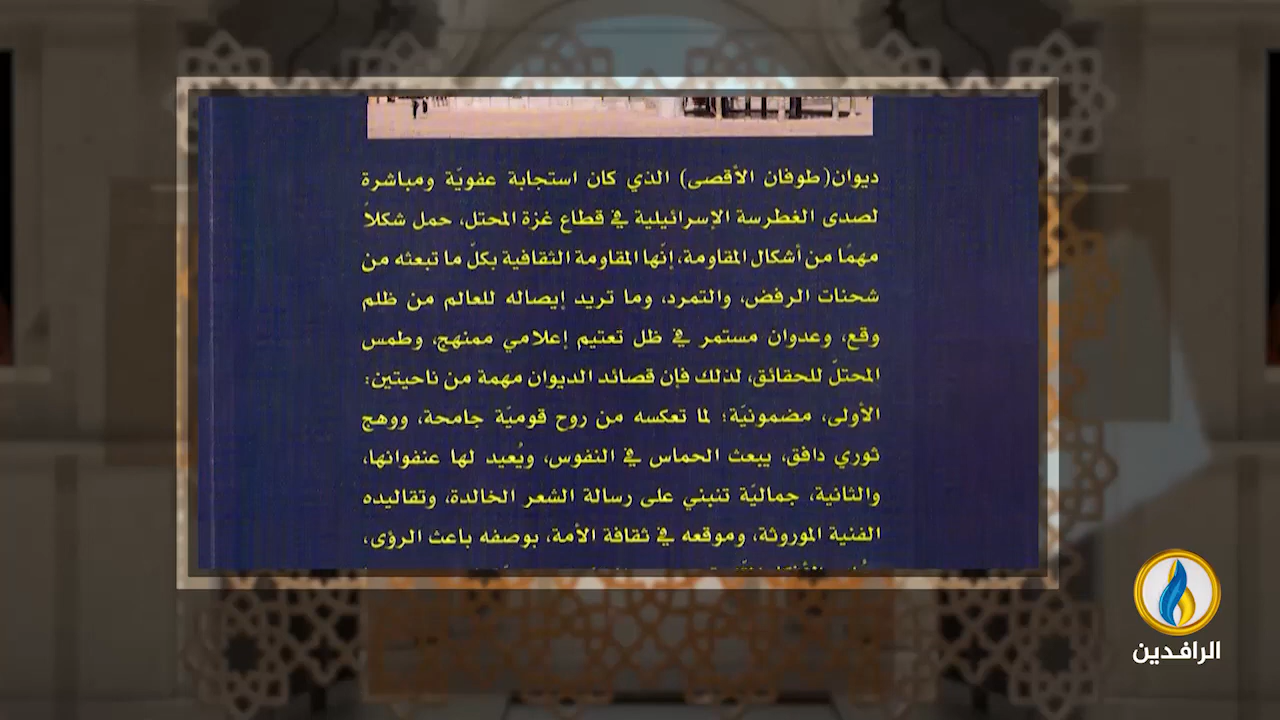 ديوان(طوفان الأقصى) الذي كان استجابة عفويّة ومباشرة
لصدى الغطرسة الإسرائيلية في قطاع غزة المحتل، حمل شكلاً
مهمًا من أشكال المقاومة، إنّها المقاومة الثقافية بكلّ ما تبعثه من
شحنات الرفض، والتمرد، وما تريد إيصاله للعالم من ظلم
وقع، وعدوان مستمر في ظل تعتيم إعلامي ممنهج، وطمس
المحتلّ للحقائق، لذلك فإن قصائد الديوان مهمة من ناحيتين:
الأولى، مضمونيّة؛ لما تعكسه من روح قوميّة جامحة، ووهج
ثوري دافق، يبعث الحماس في النفوس، ويُعيد لها عنفوانها،
والثانية، جماليّة تنبني على رسالة الشعر الخالدة، وتقاليده
الفنية الموروثة، وموقعه في ثقافة الأمة، بوصفه باعث الرؤى،
الرافدين